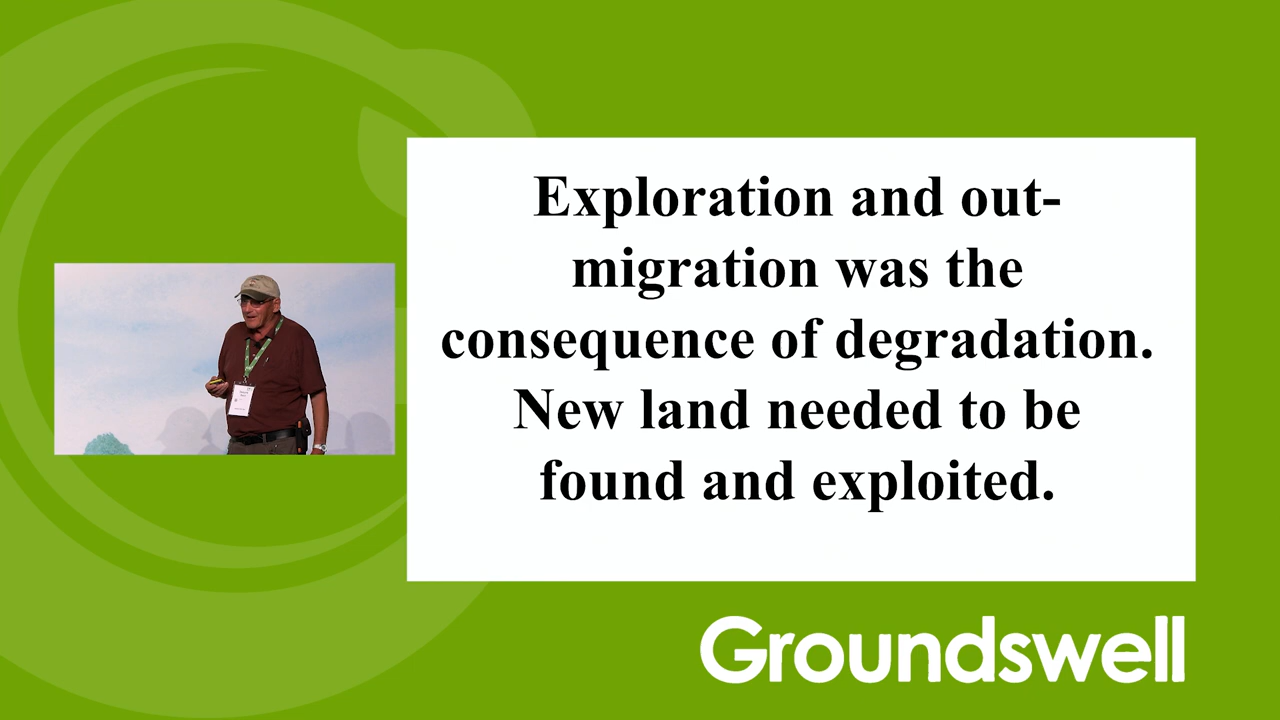 Exploration and out-
migration was the
consequence of degradation.
New land needed to be
found and exploited.
Groundswell